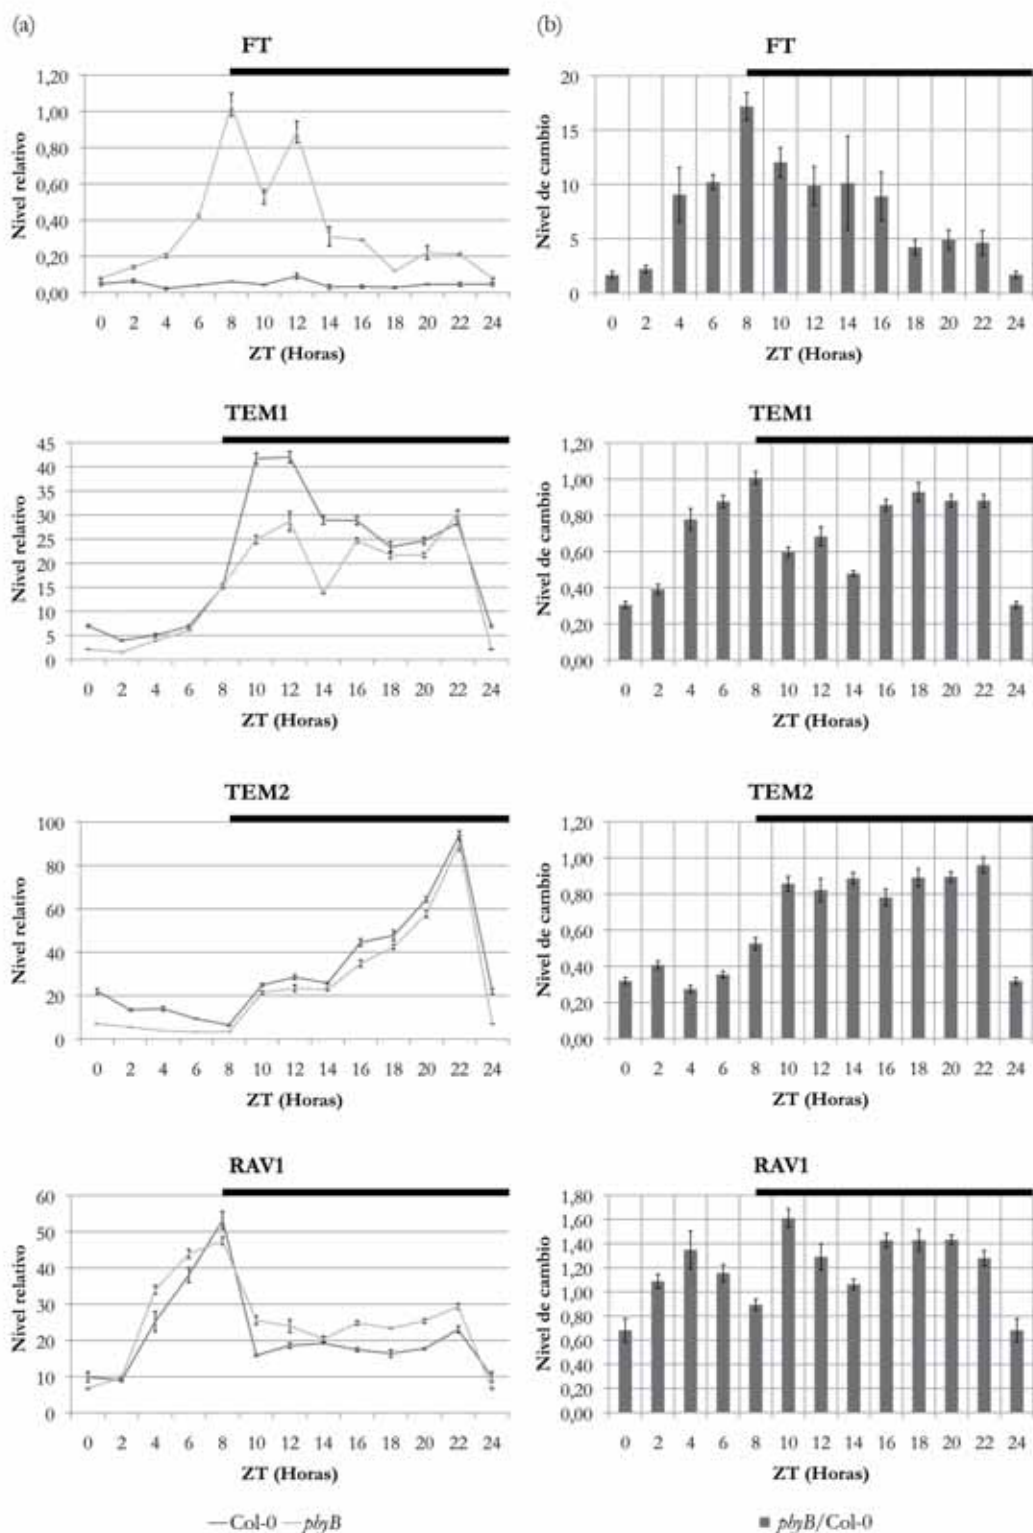 (a)
FT
1,20
1,00
0,80
0,60
0,40
0,20
0,00
Nivel relativo
0 2 4 6 8 10 12 14 16 18 20 22 24
ZT (Horas)
(b)
FT
20
15
10
5
0
Nivel de cambio
0 2 4 6 8 10 12 14 16 18 20 22 24
ZT (Horas)
TEM1
45
40
35
30
25
20
15
10
5
0
Nivel relativo
0 2 4 6 8 10 12 14 16 18 20 22 24
ZT (Horas)
TEM1
1,20
1,00
0,80
0,60
0,40
0,20
0,00
Nivel de cambio
0 2 4 6 8 10 12 14 16 18 20 22 24
ZT (Horas)
TEM2
100
80
60
40
20
0
Nivel relativo
0 2 4 6 8 10 12 14 16 18 20 22 24
ZT (Horas)
TEM2
1,20
1,00
0,80
0,60
0,40
0,20
0,00
Nivel de cambio
0 2 4 6 8 10 12 14 16 18 20 22 24
ZT (Horas)
RAV1
60
50
40
30
20
10
0
Nivel relativo
0 2 4 6 8 10 12 14 16 18 20 22 24
ZT (Horas)
RAV1
1,80
1,60
1,40
1,20
1,00
0,80
0,60
0,40
0,20
0,00
Nivel de cambio
0 2 4 6 8 10 12 14 16 18 20 22 24
ZT (Horas)
Col-0 phyB
phyB/Col-0